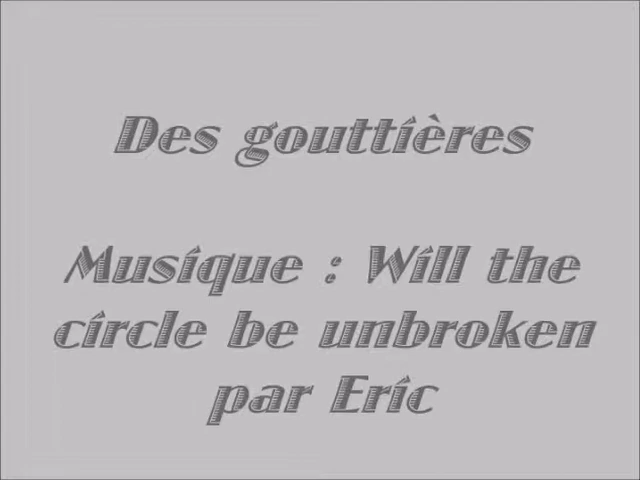 Des gouttières
Musique : Will the
circle be unbroken
par Eric